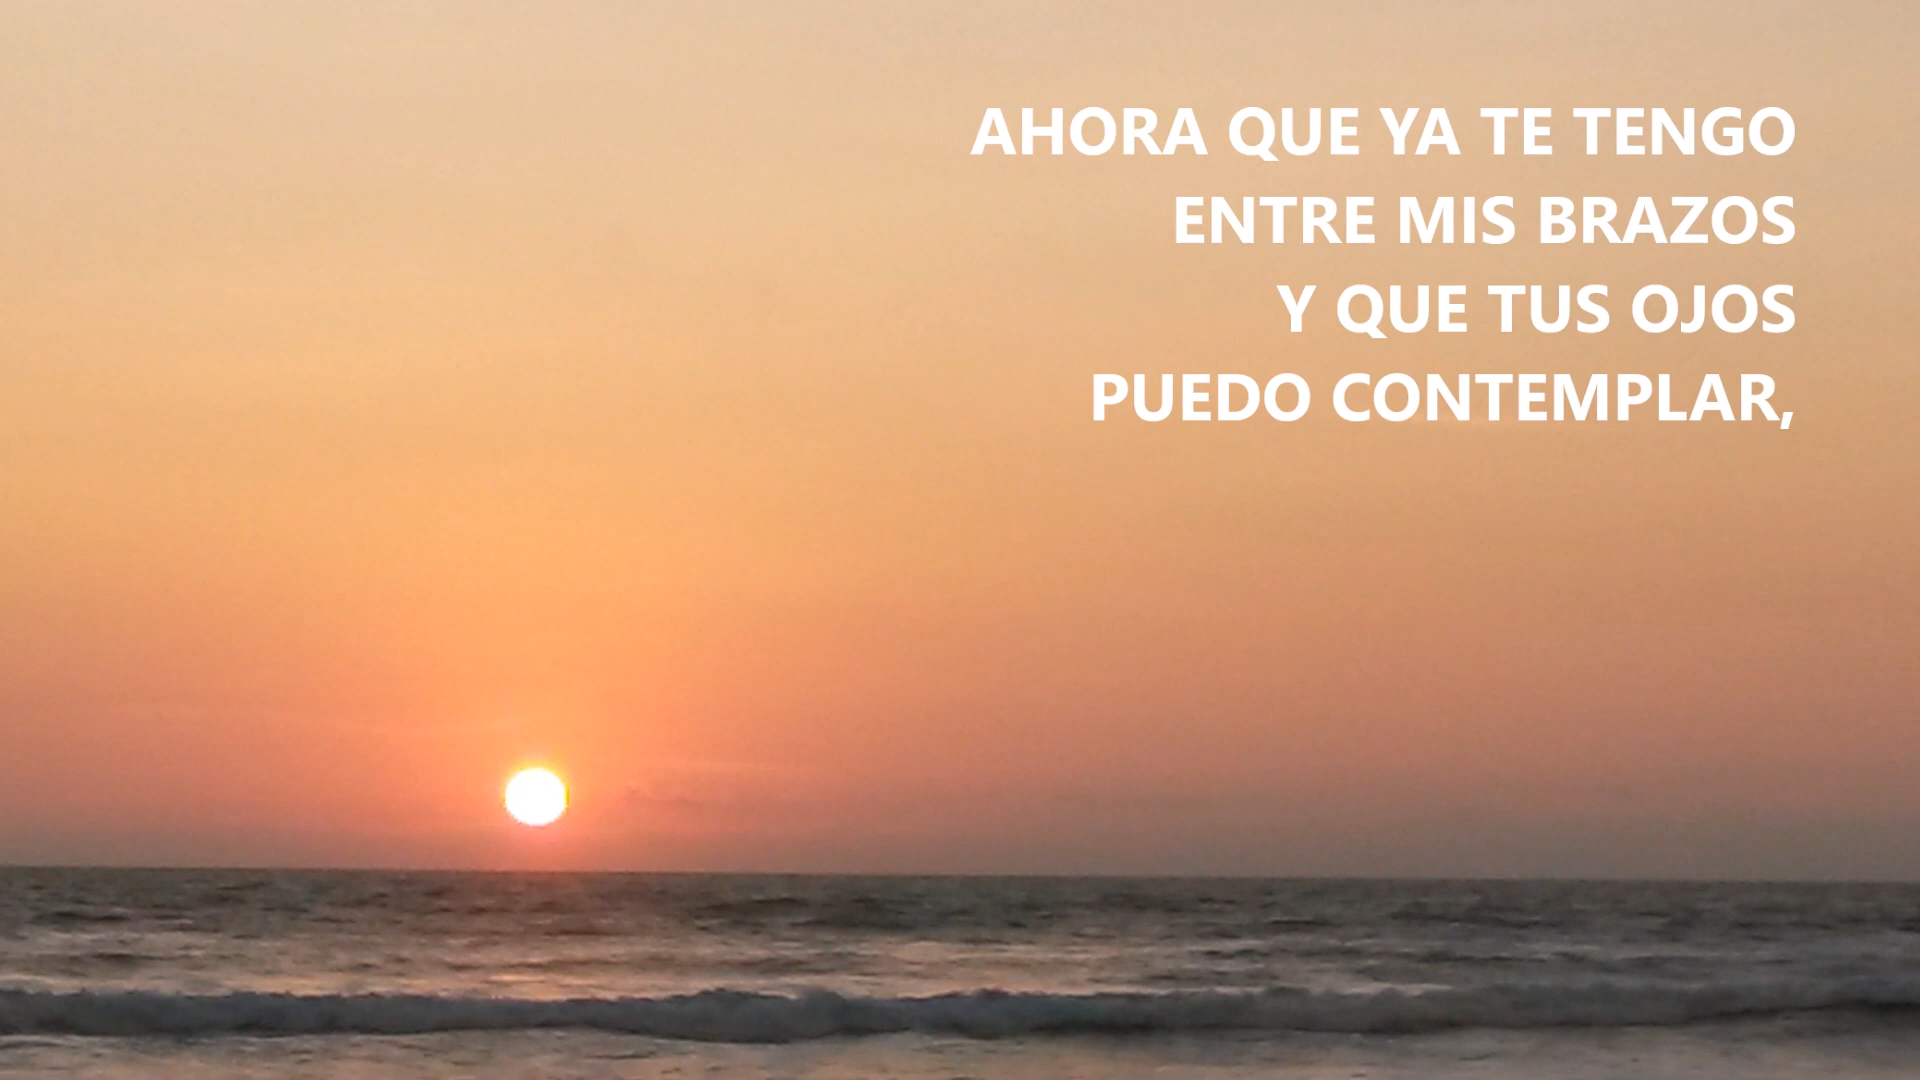 AHORA QUE YA TE TENGO
ENTRE MIS BRAZOS
Y QUE TUS OJOS
PUEDO CONTEMPLAR,